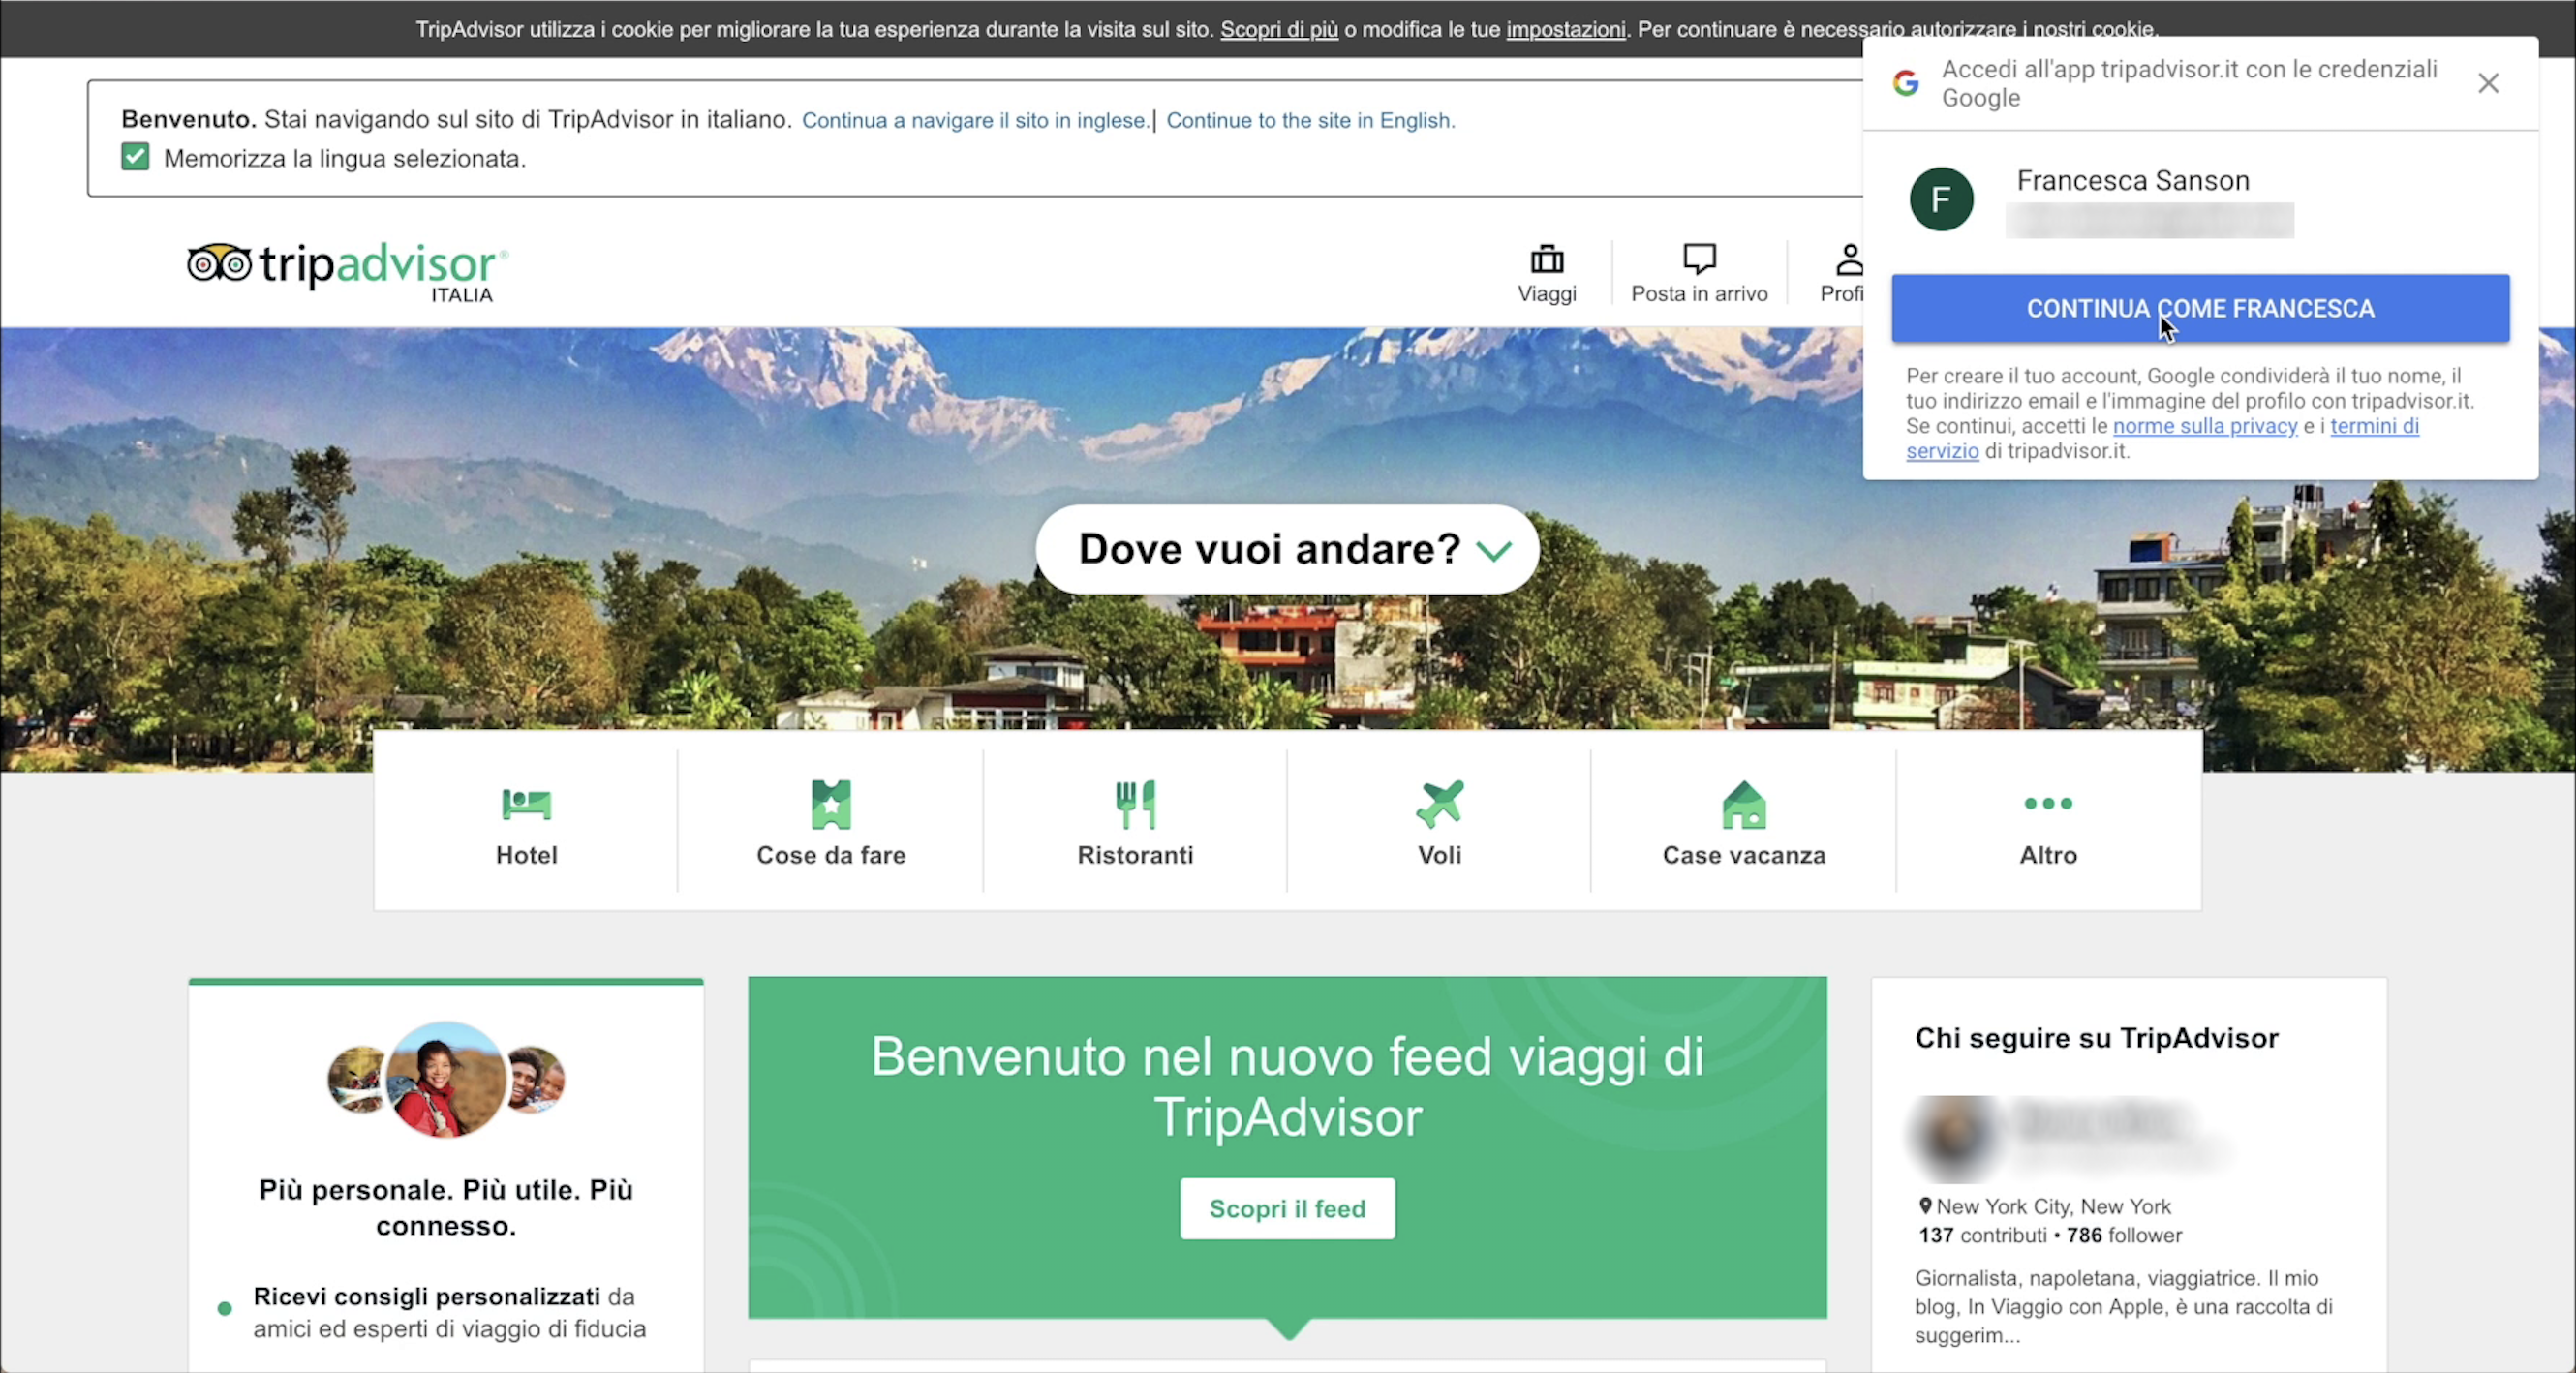 TripAdvisor utilizza i cookie per migliorare la tua esperienza durante la visita sul sito. Scopri di più o modifica le tue impostazioni. Per continuare è necessario autorizzare i nostri cookie.
Benvenuto. Stai navigando sul sito di TripAdvisor in italiano. Continua a navigare il sito in inglese.| Continue to the site in English.
Memorizza la lingua selezionata.
Accedi all'app tripadvisor.it con le credenziali
Google
F
Francesca Sanson
CONTINUA COME FRANCESCA
Per creare il tuo account, Google condividerà il tuo nome, il
tuo indirizzo email e l'immagine del profilo con tripadvisor.it.
Se continui, accetti le norme sulla privacy e i termini di
servizio di tripadvisor.it.
tripadvisor®
ITALIA
Viaggi
Posta in arrivo
Profi
Dove vuoi andare?
Hotel
Cose da fare
Ristoranti
Voli
Case vacanza
Altro
Più personale. Più utile. Più
connesso.
Ricevi consigli personalizzati da
amici ed esperti di viaggio di fiducia
Benvenuto nel nuovo feed viaggi di
TripAdvisor
Scopri il feed
Chi seguire su TripAdvisor
New York City, New York
137 contributi • 786 follower
Giornalista, napoletana, viaggiatrice. Il mio
blog, In Viaggio con Apple, è una raccolta di
suggerim...